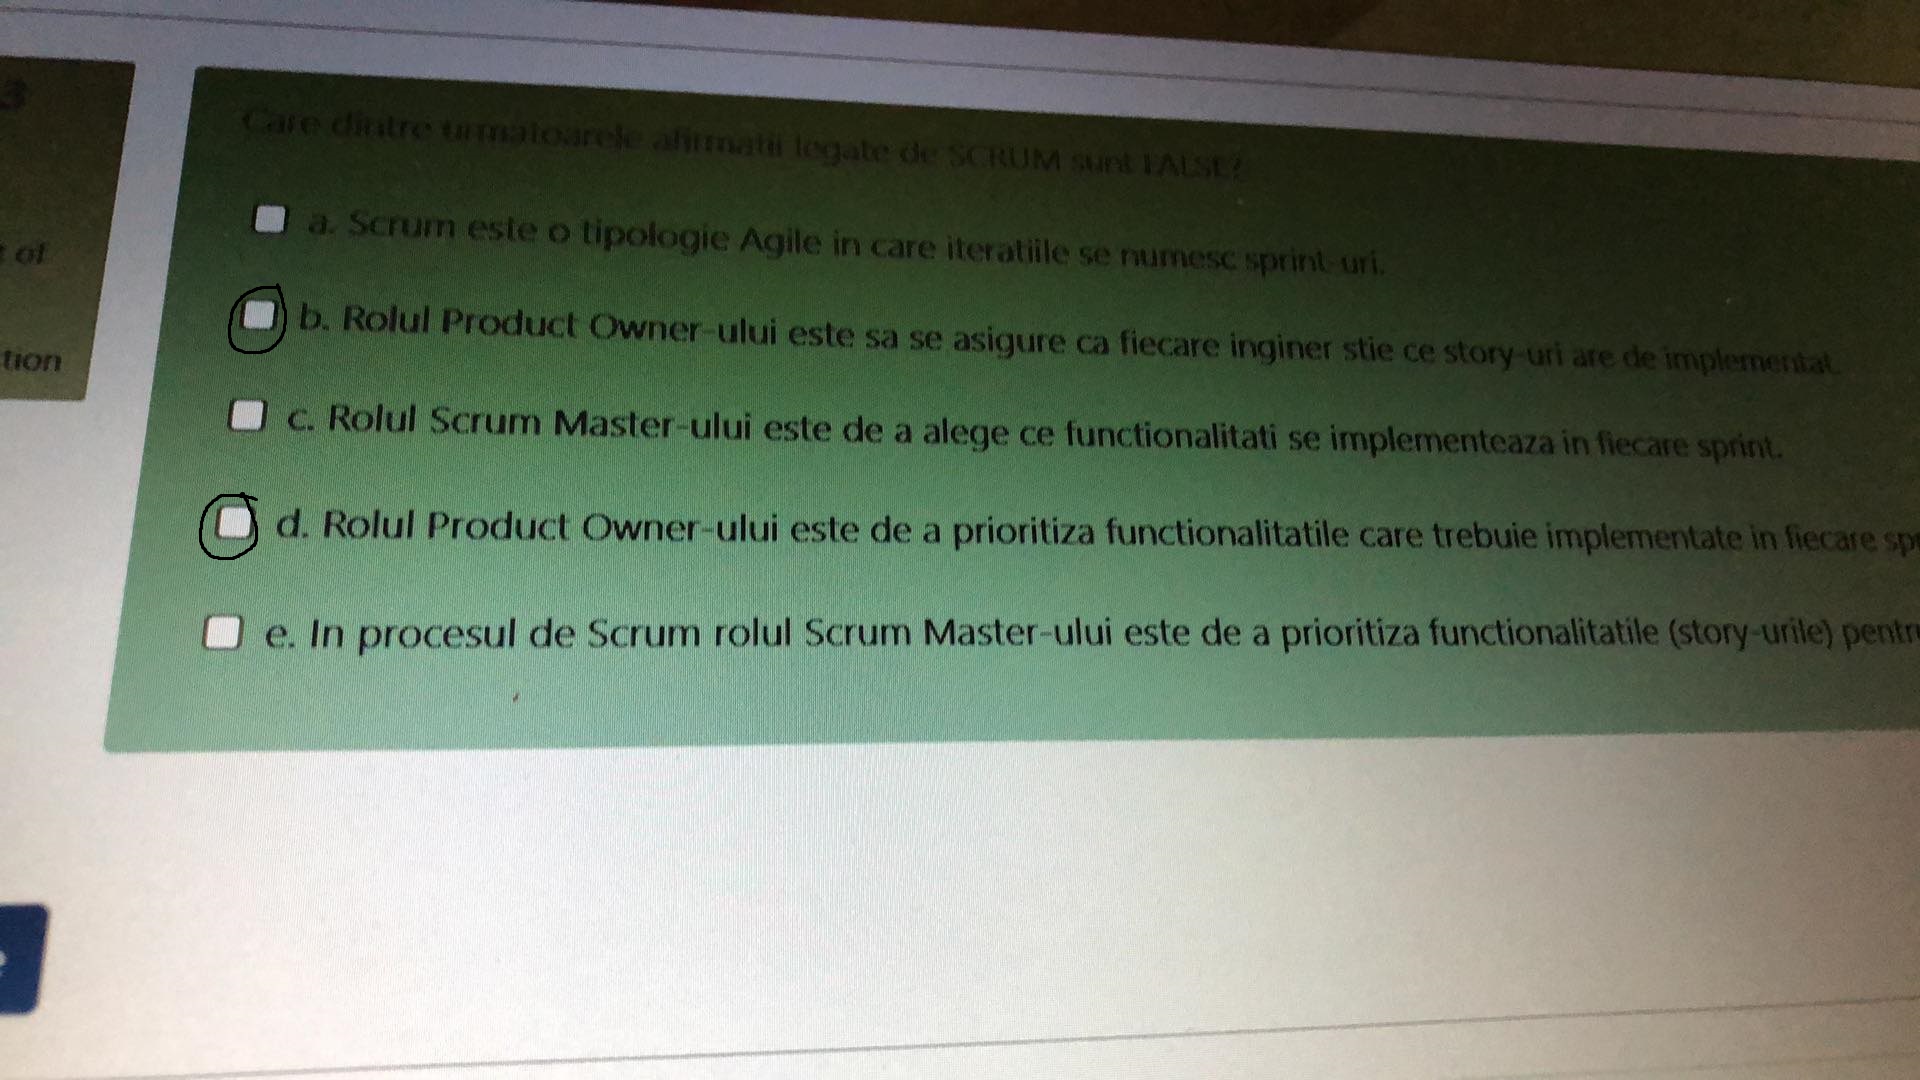 3
Care dintre urmatoarele afirmatii legate de SCRUM sunt FALSE?
a. Scrum este o tipologie Agile in care iteratiile se numesc sprint-uri.
of
b. Rolul Product Owner-ului este sa se asigure ca fiecare inginer stie ce story-uri are de implementat.
tion
c. Rolul Scrum Master-ului este de a alege ce functionalitati se implementeaza in fiecare sprint.
d. Rolul Product Owner-ului este de a prioritiza functionalitatile care trebuie implementate in fiecare sp
e. In procesul de Scrum rolul Scrum Master-ului este de a prioritiza functionalitatile (story-urile) pentru